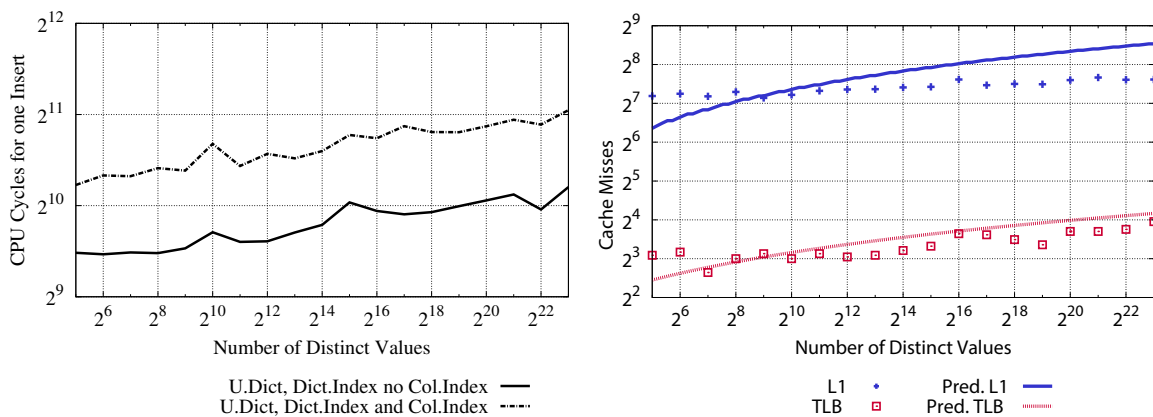 CPU Cycles for one Insert
2^12
2^11
2^10
2^9
2^6 2^8 2^10 2^12 2^14 2^16 2^18 2^20 2^22
Number of Distinct Values
U.Dict, Dict.Index no Col.Index
U.Dict, Dict.Index and Col.Index
Cache Misses
2^9
2^8
2^7
2^6
2^5
2^4
2^3
2^2
2^6 2^8 2^10 2^12 2^14 2^16 2^18 2^20 2^22
Number of Distinct Values
L1 Pred. L1
TLB Pred. TLB